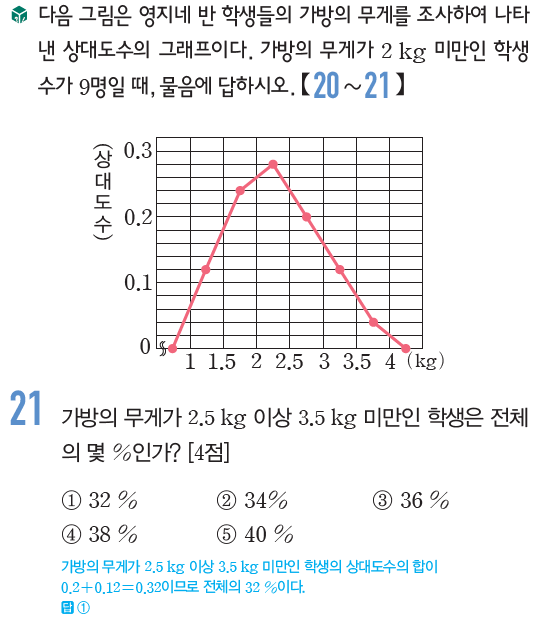 다음 그림은 영지네 반 학생들의 가방의 무게를 조사하여 나타
낸 상대도수의 그래프이다. 가방의 무게가 2 kg 미만인 학생
수가 9명일 때, 물음에 답하시오.【20~21】
(상대도수)
0.3
0.2
0.1
0
1 1.5 2 2.5 3 3.5 4 (kg)
21 가방의 무게가 2.5 kg 이상 3.5 kg 미만인 학생은 전체
의 몇 %인가? [4점]
① 32 % ② 34% ③ 36 %
④ 38 % ⑤ 40 %
가방의 무게가 2.5 kg 이상 3.5 kg 미만인 학생의 상대도수의 합이
0.2+0.12=0.32이므로 전체의 32 %이다.
답 ①